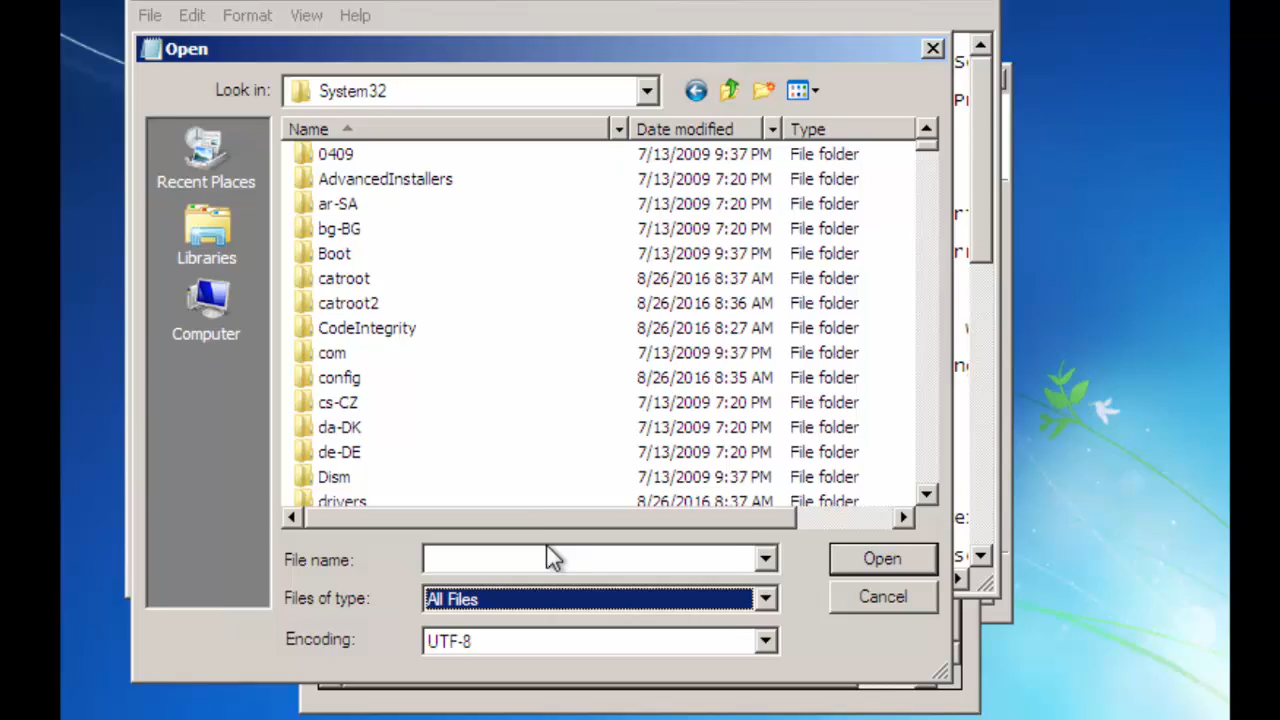 File Edit Format View Help
Open
Look in: System32
Name Date modified Type
0409 7/13/2009 9:37 PM File folder
AdvancedInstallers 7/13/2009 7:20 PM File folder
ar-SA 7/13/2009 7:20 PM File folder
bg-BG 7/13/2009 7:20 PM File folder
Boot 7/13/2009 9:37 PM File folder
catroot 8/26/2016 8:37 AM File folder
catroot2 8/26/2016 8:36 AM File folder
CodeIntegrity 8/26/2016 8:27 AM File folder
com 7/13/2009 9:37 PM File folder
config 8/26/2016 8:35 AM File folder
cs-CZ 7/13/2009 7:20 PM File folder
da-DK 7/13/2009 7:20 PM File folder
de-DE 7/13/2009 7:20 PM File folder
Dism 7/13/2009 9:37 PM File folder
drivers 8/26/2016 8:37 AM File folder
Recent Places
Libraries
Computer
File name:
Open
Files of type: All Files
Cancel
Encoding: UTF-8